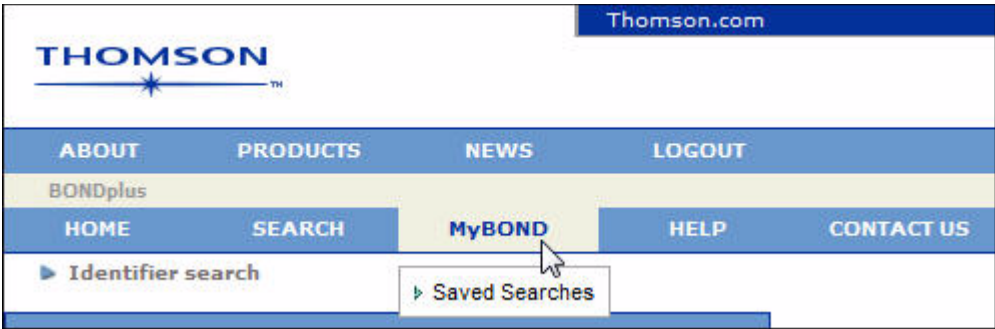 Thomson.com
THOMSON TM
ABOUT PRODUCTS NEWS LOGOUT
BONDplus
HOME SEARCH MyBOND HELP CONTACT US
Identifier search
Saved Searches